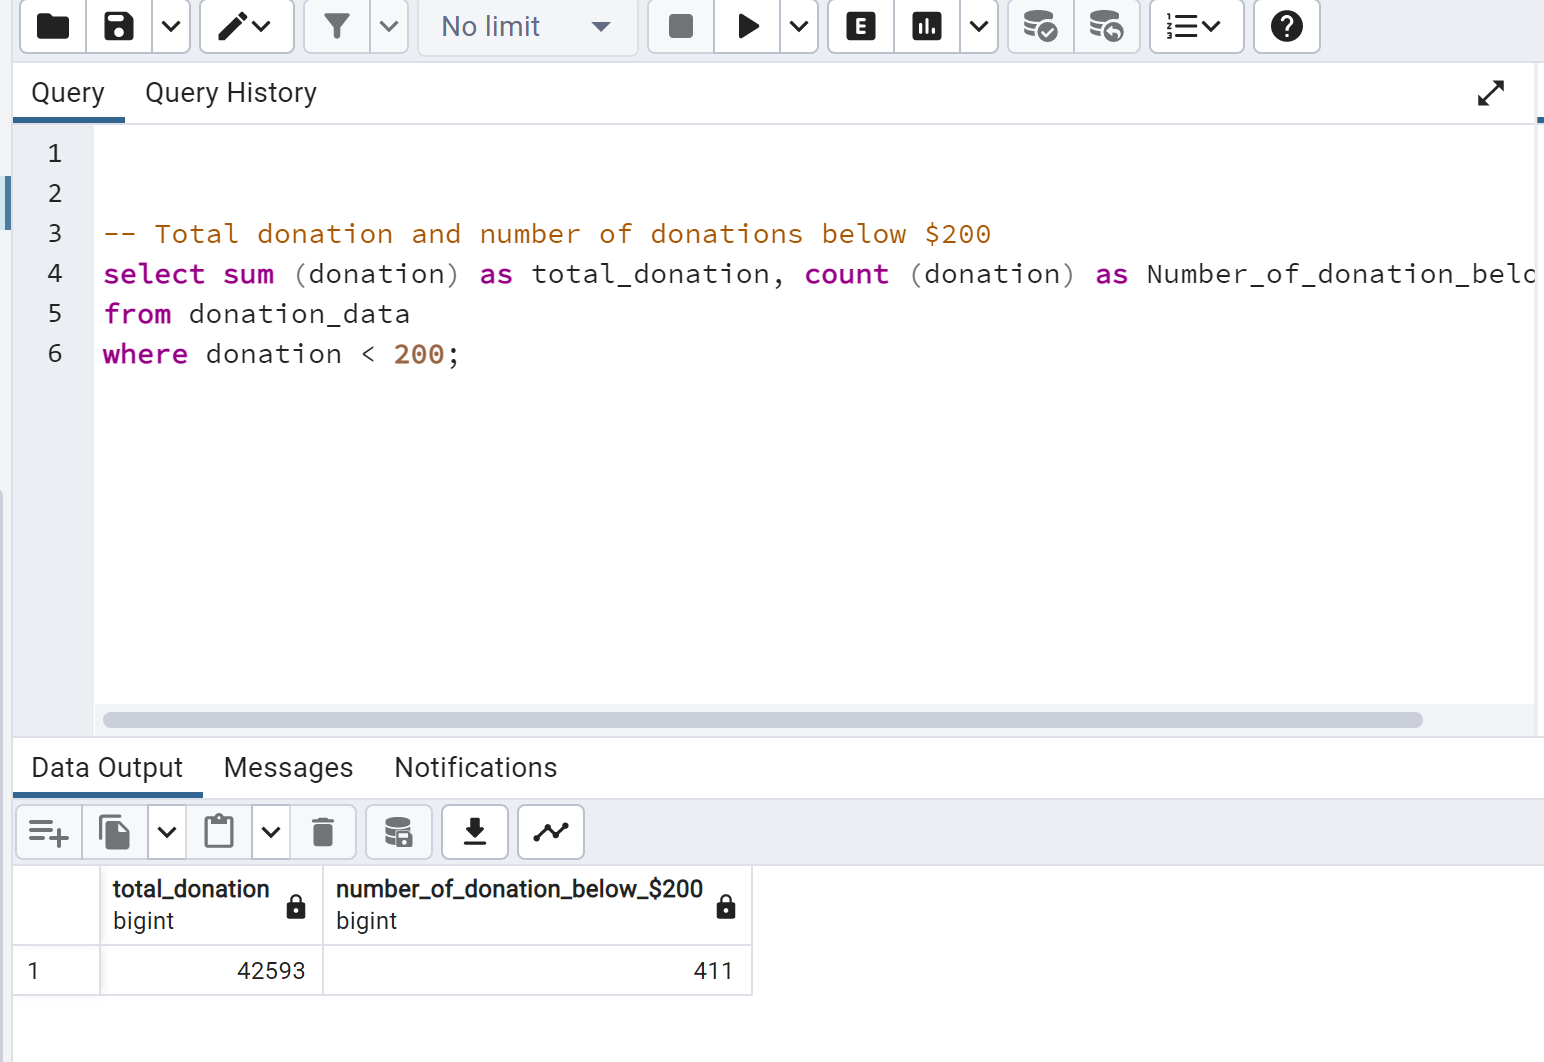 No limit
E
Query Query History
1
2
3 -- Total donation and number of donations below $200
4 select sum (donation) as total_donation, count (donation) as Number_of_donation_belo
5 from donation_data
6 where donation < 200;
Data Output Messages Notifications
total_donation number_of_donation_below_$200
bigint bigint
1 42593 411